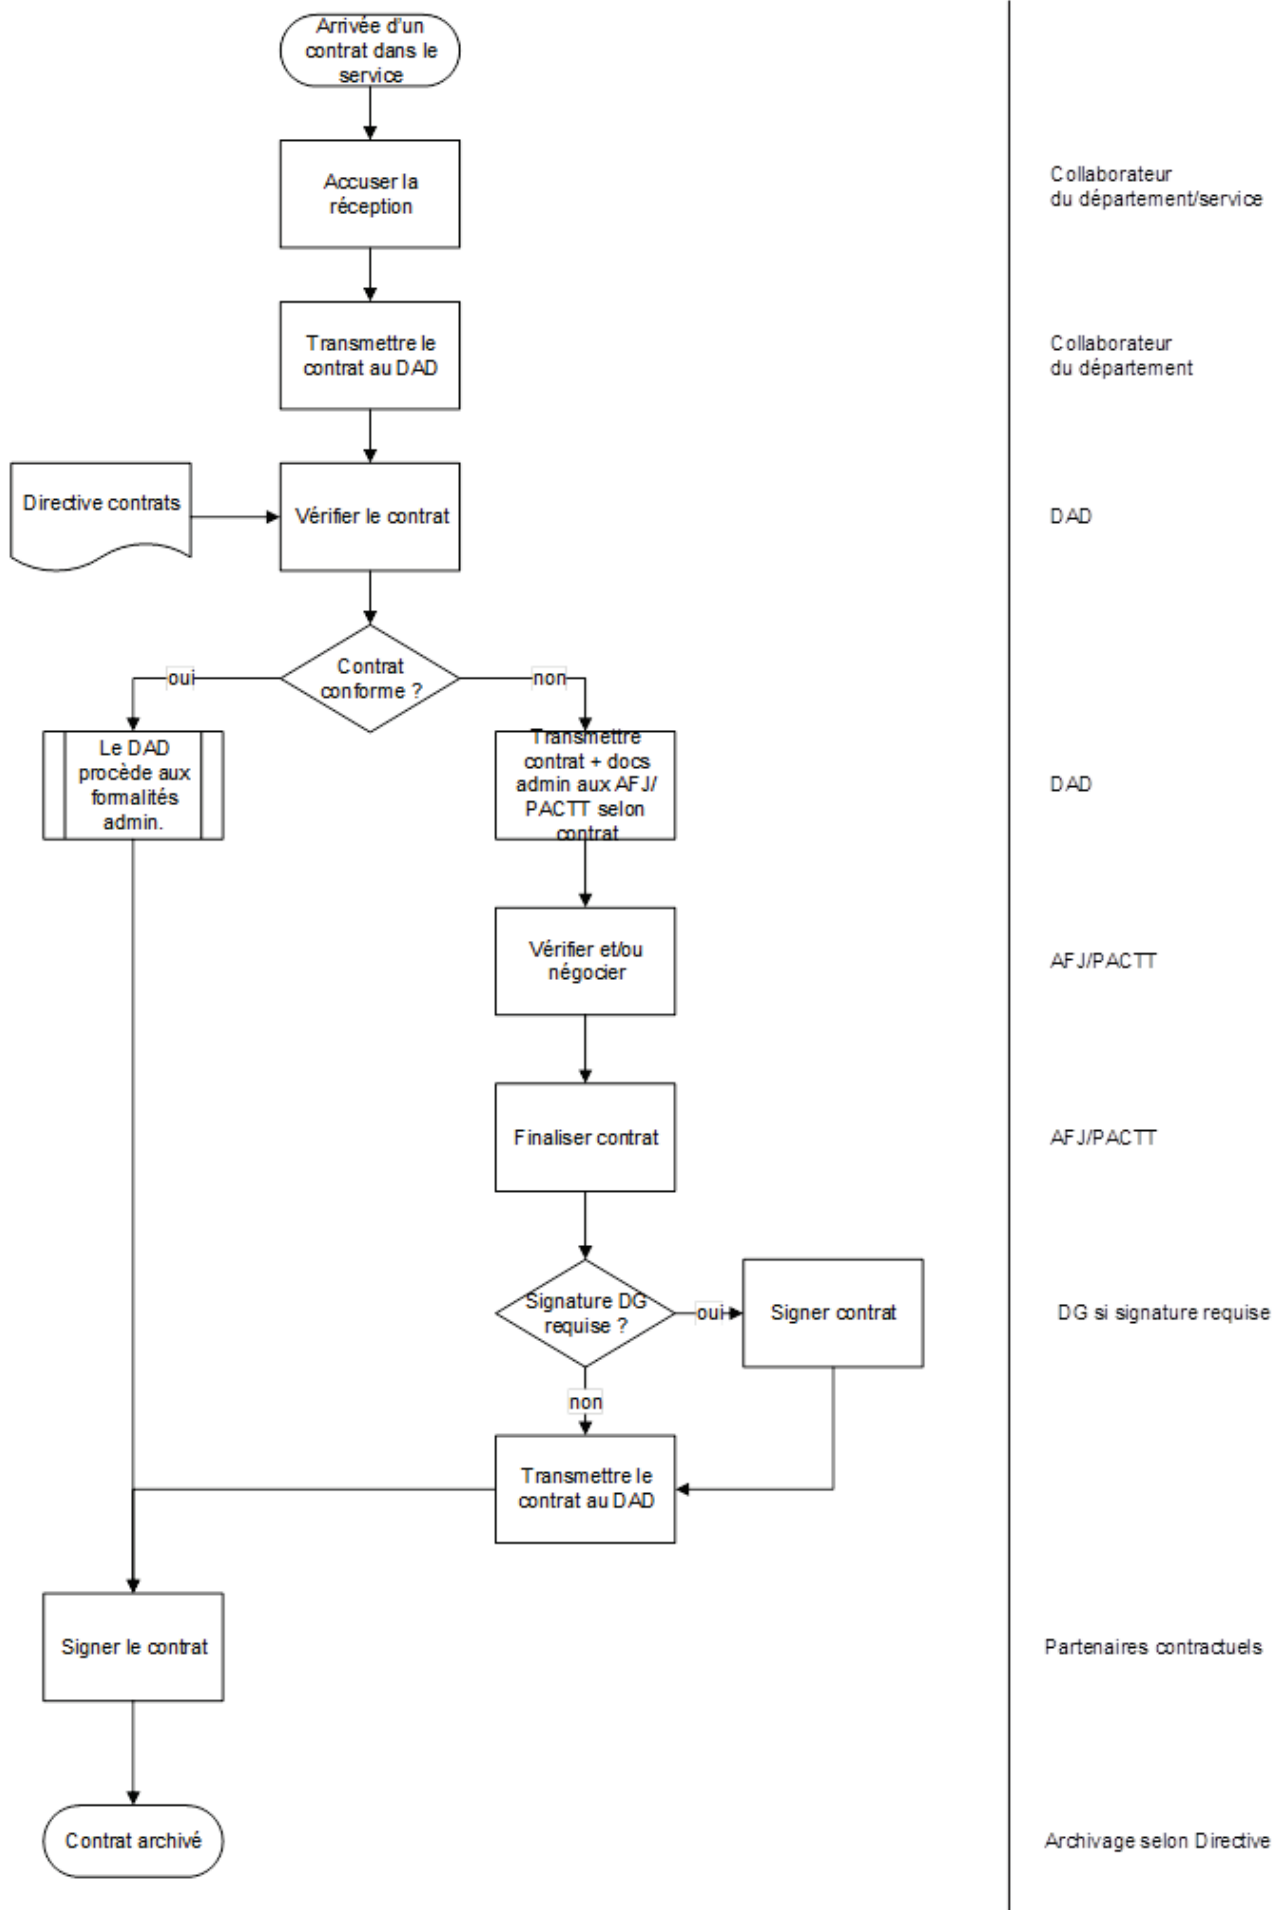 Arrivée d'un
contrat dans le
service
Accuser la
réception
Collaborateur
du département/service
Transmettre le
contrat au DAD
Collaborateur
du département
Directive contrats
Vérifier le contrat
DAD
Contrat
conforme ?
oui
non
Le DAD
procède aux
formalités
admin.
Transmettre
contrat + docs
admin aux AFJ/
PACTT selon
contrat
DAD
Vérifier et/ou
négocier
AFJ/PACTT
Finaliser contrat
AFJ/PACTT
Signature DG
requise ?
oui
Signer contrat
DG si signature requise
non
Transmettre le
contrat au DAD
Signer le contrat
Partenaires contractuels
Contrat archivé
Archivage selon Directive